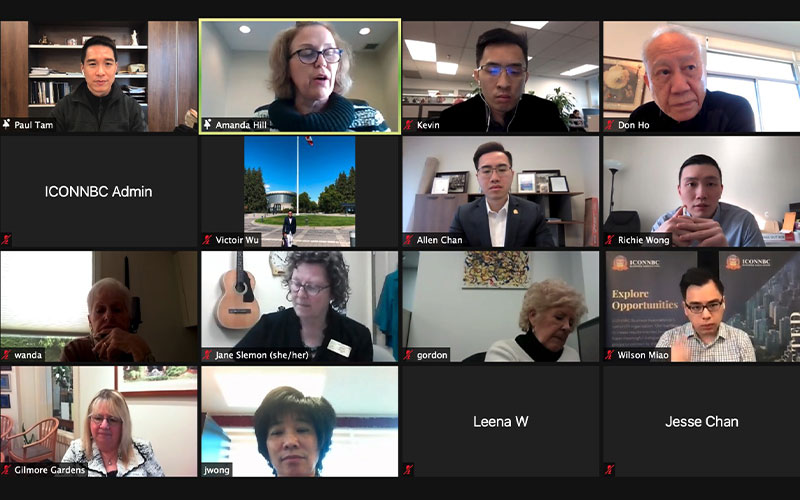 Paul Tam
Amanda Hill
Kevin
Don Ho
ICONNBC Admin
Victoir Wu
Allen Chan
Richie Wong
wanda
Jane Slemon (she/her)
gordon
ICONNBC
ICONNBC
Explore
Opportunities
Wilson Miao
Gilmore Gardens
jwong
Leena W
Jesse Chan